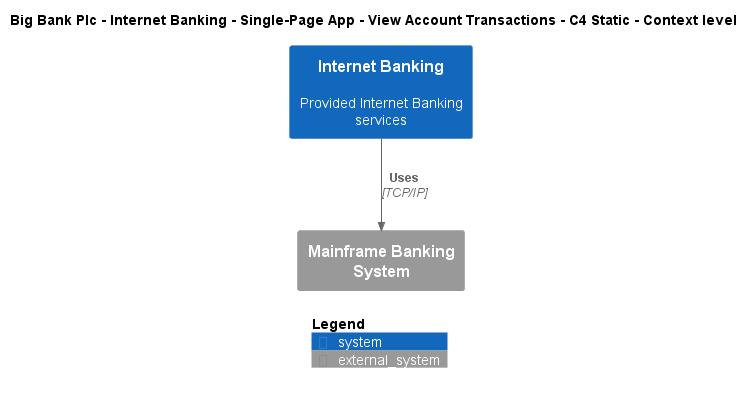 Big Bank Plc - Internet Banking - Single-Page App - View Account Transactions - C4 Static - Context level
Internet Banking
Provided Internet Banking
services
Uses
[TCP/IP]
Mainframe Banking
System
Legend
system
external_system